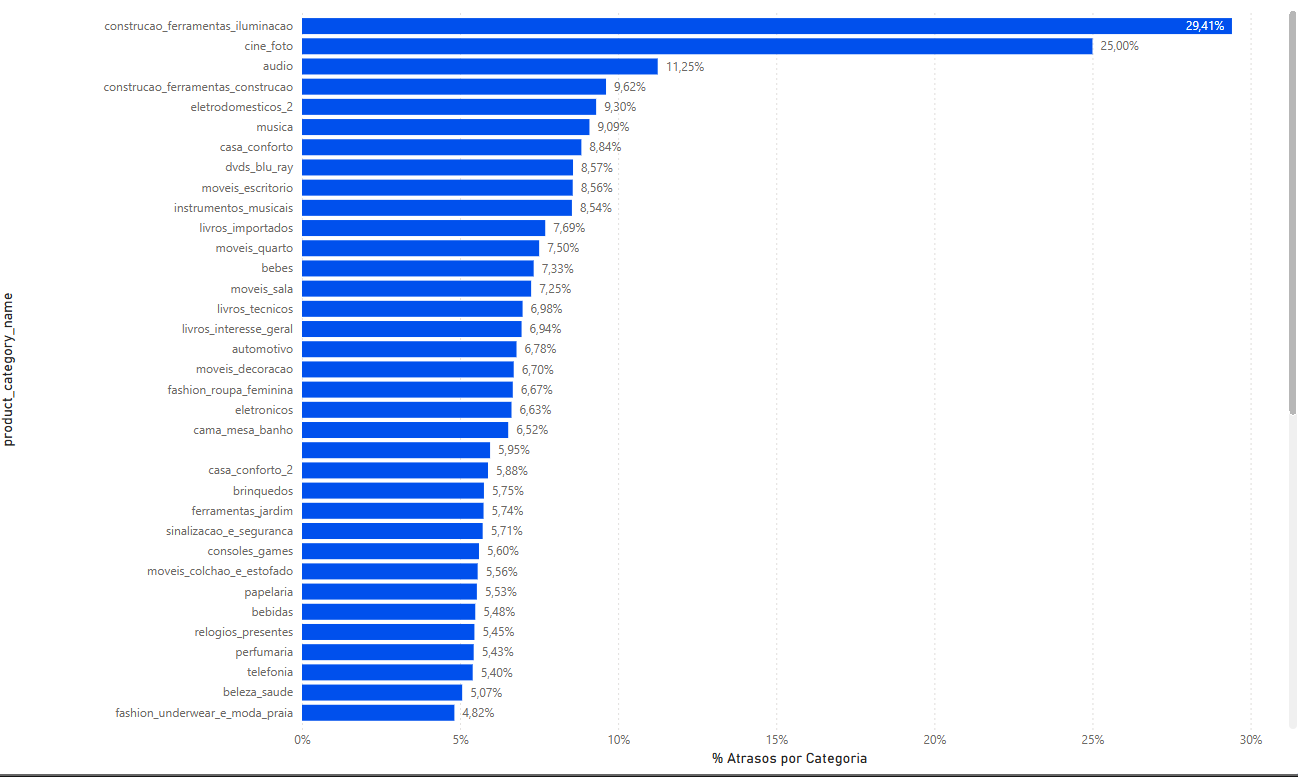 construcao_ferramentas_iluminacao 29,41%
cine_foto 25,00%
audio 11,25%
construcao_ferramentas_construcao 9,62%
eletrodomesticos_2 9,30%
musica 9,09%
casa_conforto 8,84%
dvds_blu_ray 8,57%
moveis_escritorio 8,56%
instrumentos_musicais 8,54%
livros_importados 7,69%
moveis_quarto 7,50%
bebes 7,33%
moveis_sala 7,25%
livros_tecnicos 6,98%
livros_interesse_geral 6,94%
automotivo 6,78%
moveis_decoracao 6,70%
fashion_roupa_feminina 6,67%
eletronicos 6,63%
cama_mesa_banho 6,52%
5,95%
casa_conforto_2 5,88%
brinquedos 5,75%
ferramentas_jardim 5,74%
sinalizacao_e_seguranca 5,71%
consoles_games 5,60%
moveis_colchao_e_estofado 5,56%
papelaria 5,53%
bebidas 5,48%
relogios_presentes 5,45%
perfumaria 5,43%
telefonia 5,40%
beleza_saude 5,07%
fashion_underwear_e_moda_praia 4,82%
0% 5% 10% 15% 20% 25% 30%
% Atrasos por Categoria
product_category_name